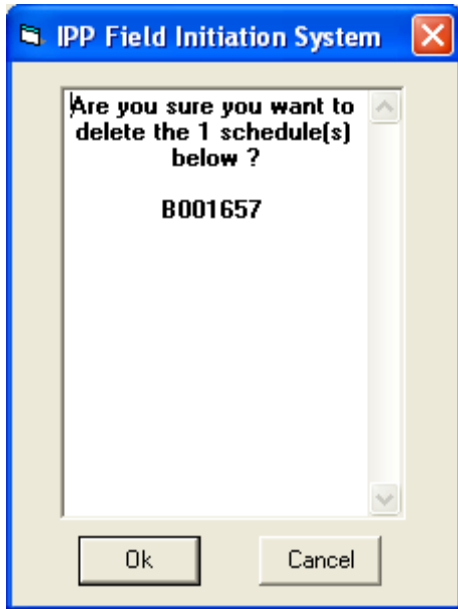 IPP Field Initiation System
Are you sure you want to
delete the 1 schedule(s)
below ?
B001657
Ok
Cancel